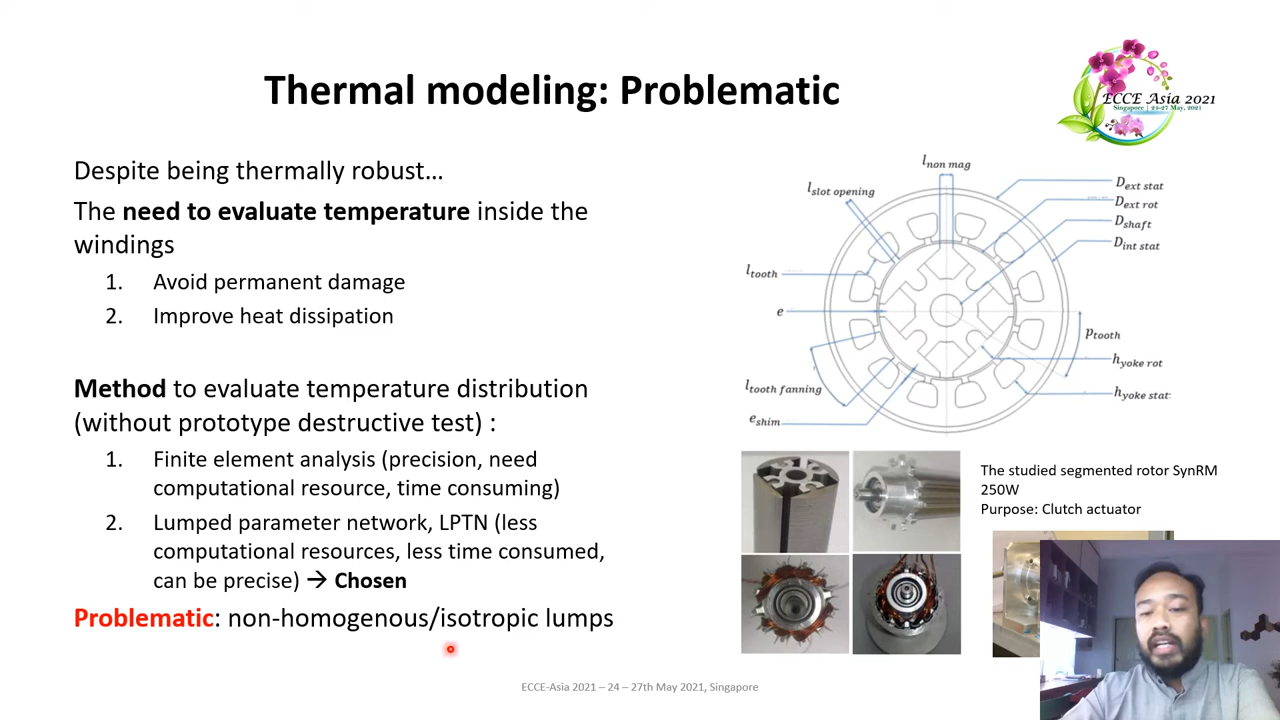 Thermal modeling: Problematic
ECCE Asia 2021
Singapore | 24-27 May, 2021
Despite being thermally robust…
The need to evaluate temperature inside the
windings
1. Avoid permanent damage
2. Improve heat dissipation
Method to evaluate temperature distribution
(without prototype destructive test) :
1. Finite element analysis (precision, need
computational resource, time consuming)
2. Lumped parameter network, LPTN (less
computational resources, less time consumed,
can be precise) → Chosen
Problematic: non-homogenous/isotropic lumps
l non mag
l slot opening
D ext stat
D ext rot
D shaft
D int stat
l tooth
e
p tooth
h yoke rot
l tooth fanning
h yoke stat
e shim
The studied segmented rotor SynRM
250W
Purpose: Clutch actuator
ECCE-Asia 2021 – 24 – 27th May 2021, Singapore